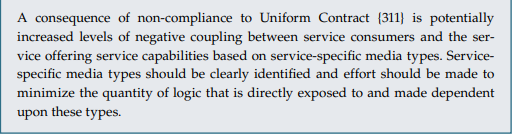 A consequence of non-compliance to Uniform Contract {311} is potentially
increased levels of negative coupling between service consumers and the ser-
vice offering service capabilities based on service-specific media types. Service-
specific media types should be clearly identified and effort should be made to
minimize the quantity of logic that is directly exposed to and made dependent
upon these types.